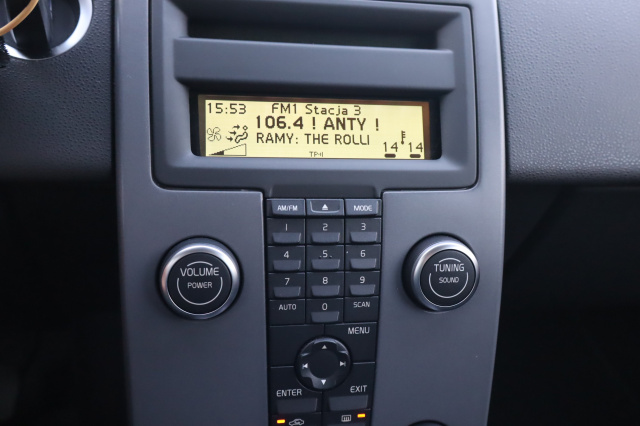 15:53 FM1 Stacja 3
106.4 ! ANTY !
RAMY: THE ROLLI
14 14
AM/FM MODE
1 2 3
4 .5. 6
7 8 9
AUTO 0 SCAN
VOLUME
POWER
TUNING
SOUND
MENU
ENTER EXIT